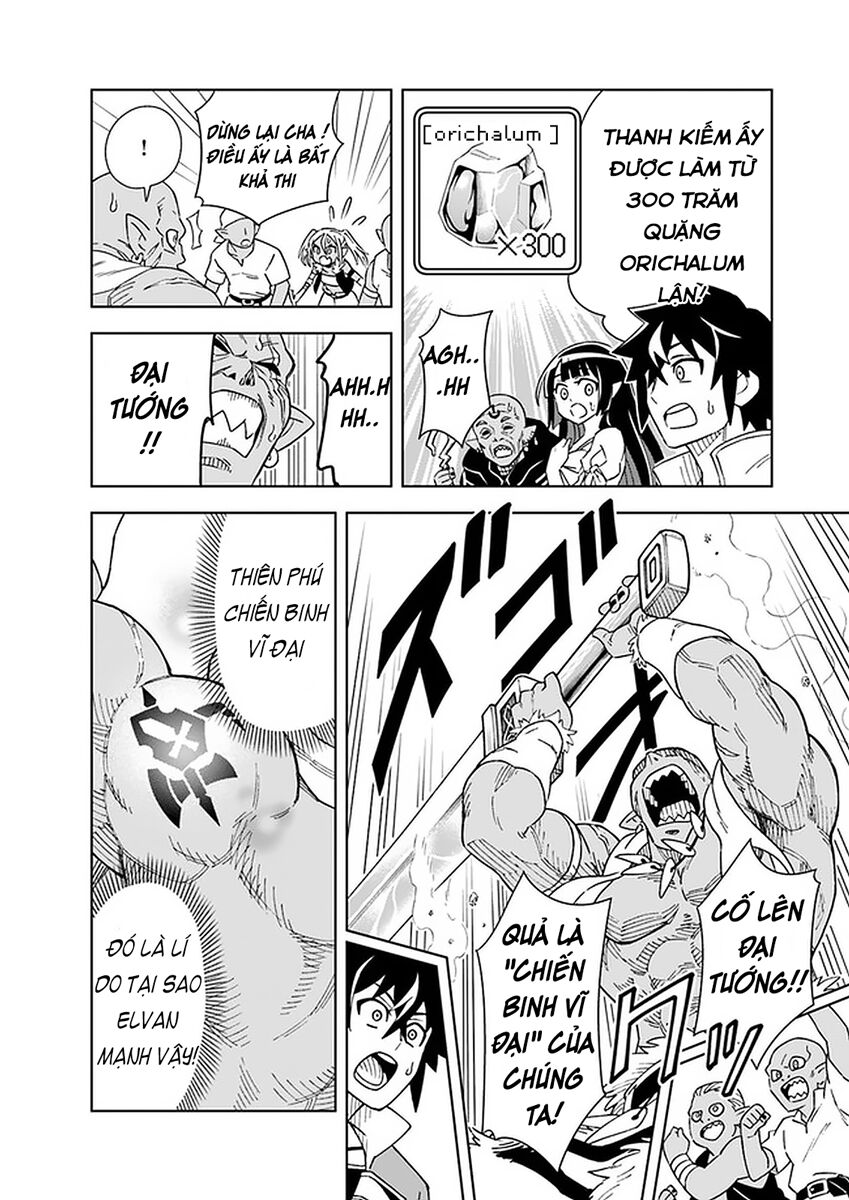 THANH KIẾM ẤY
ĐƯỢC LÀM TỪ
300 TRĂM
QUẶNG
ORICHALUM
LẬN!
[orichalum ]
×300
AGH..
.HH
DỪNG LẠI CHA !
ĐIỀU ẤY LÀ BẤT
KHẢ THI
!
AHH.H
HH..
ĐẠI
TƯỚNG
!!
ズズズ
CỐ LÊN
ĐẠI
TƯỚNG!!
QUẢ LÀ
"CHIẾN
BINH VĨ
ĐẠI" CỦA
CHÚNG
TA!
THIÊN PHÚ
CHIẾN BINH
VĨ ĐẠI
ĐÓ LÀ LÍ
DO TẠI SAO
ELVAN
MẠNH VẬY!